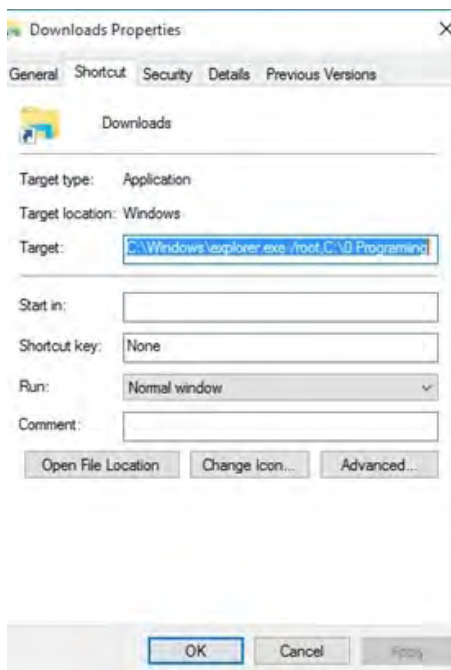 Downloads Properties
General Shortcut Security Details Previous Versions
Downloads
Target type: Application
Target location: Windows
Target: C:\Windows\explorer.exe /root,C:\0 Programing
Start in:
Shortcut key: None
Run: Normal window
Comment:
Open File Location Change Icon... Advanced...
OK Cancel Apply